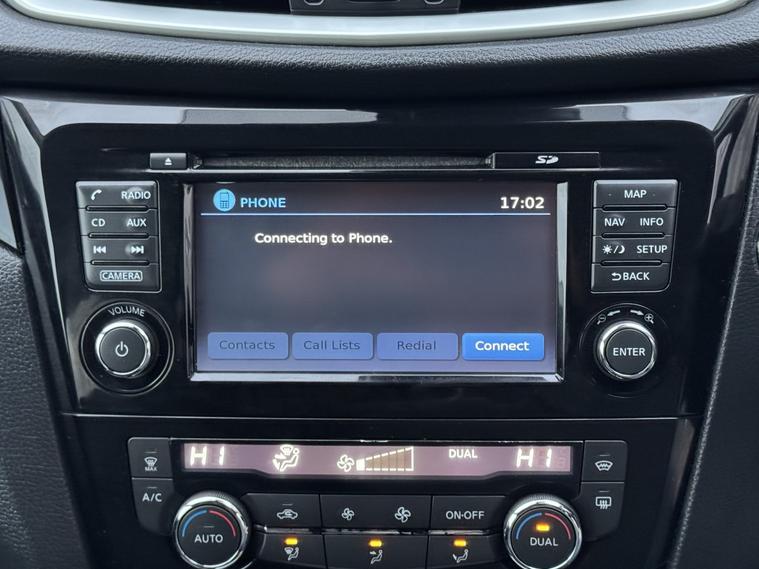 SD
RADIO
CD AUX
CAMERA
VOLUME
PHONE 17:02
Connecting to Phone.
Contacts Call Lists Redial Connect
MAP
NAV INFO
SETUP
BACK
ENTER
HI DUAL HI
MAX
A/C
AUTO
ON·OFF
DUAL